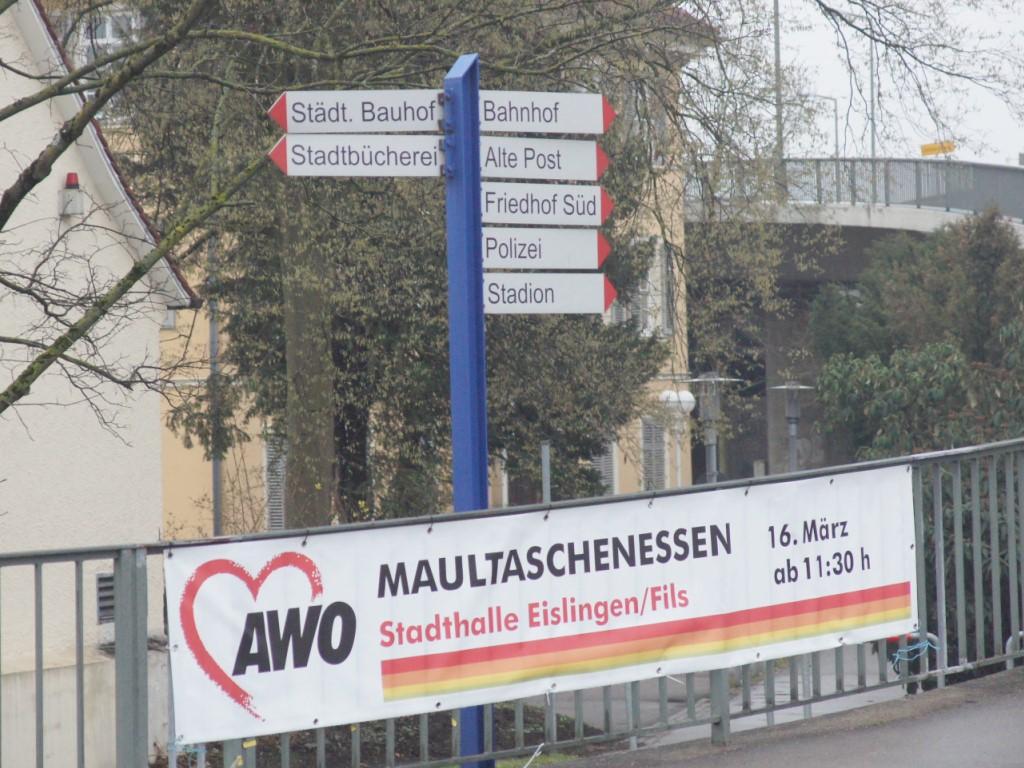 Städt. Bauhof
Stadtbücherei
Bahnhof
Alte Post
Friedhof Süd
Polizei
Stadion
AWO
MAULTASCHENESSEN
Stadthalle Eislingen/Fils
16. März
ab 11:30 h